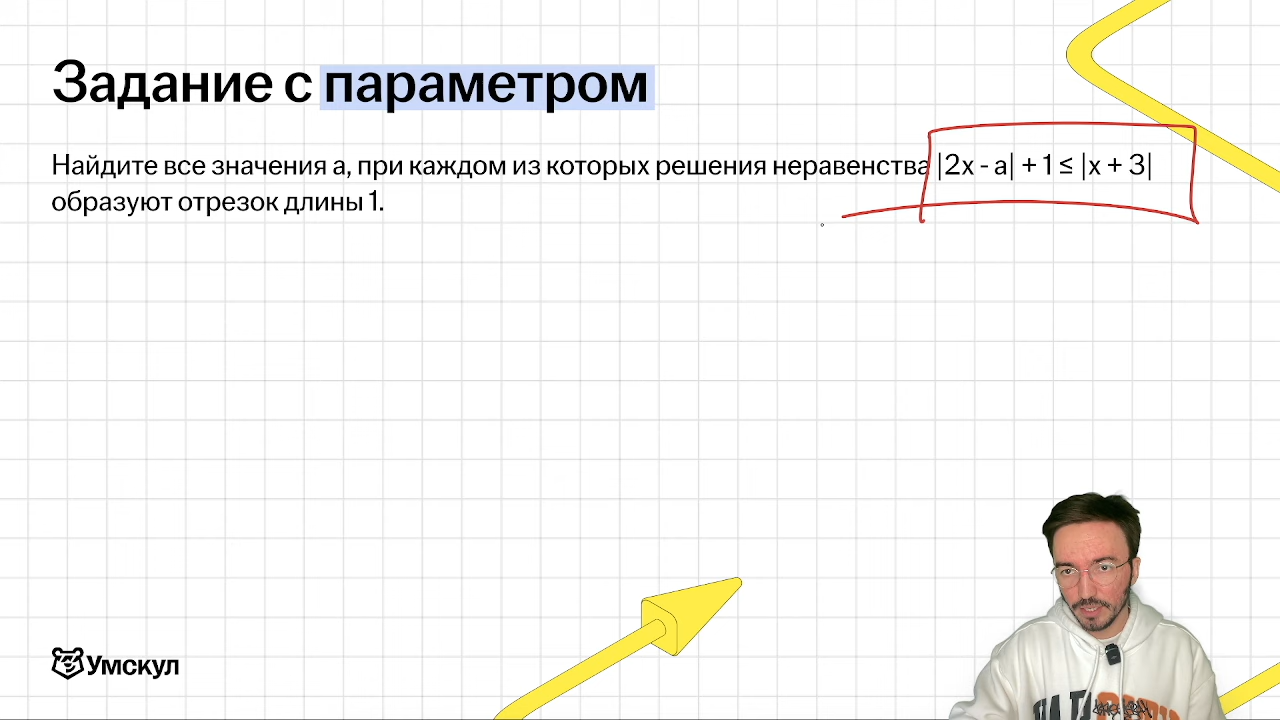 Задание с параметром
Найдите все значения а, при каждом из которых решения неравенства |2x - a| + 1 ≤ |x + 3|
образуют отрезок длины 1.
Умскул